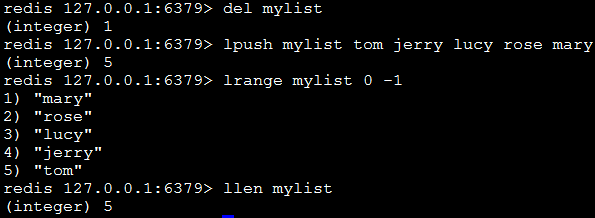 redis 127.0.0.1:6379> del mylist
(integer) 1
redis 127.0.0.1:6379> lpush mylist tom jerry lucy rose mary
(integer) 5
redis 127.0.0.1:6379> lrange mylist 0 -1
1) "mary"
2) "rose"
3) "lucy"
4) "jerry"
5) "tom"
redis 127.0.0.1:6379> llen mylist
(integer) 5